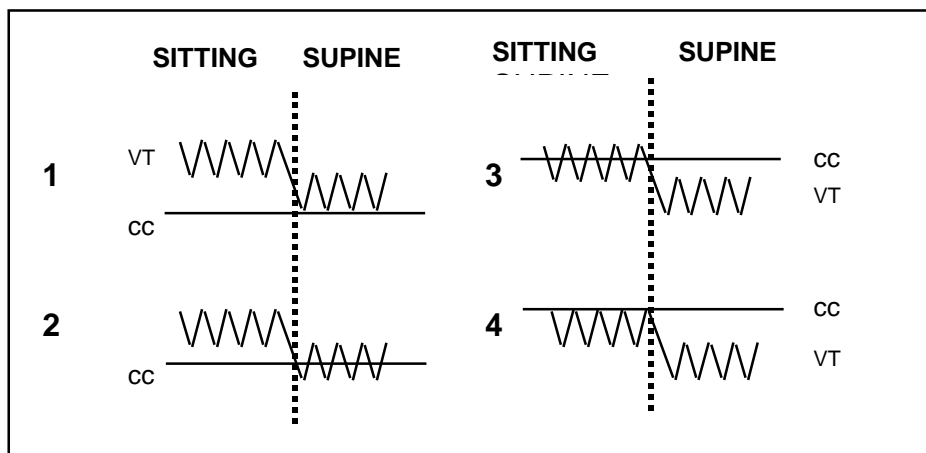 SITTING SUPINE
SITTING SUPINE
1 VT
CC
3 CC
VT
2
CC
4 CC
VT